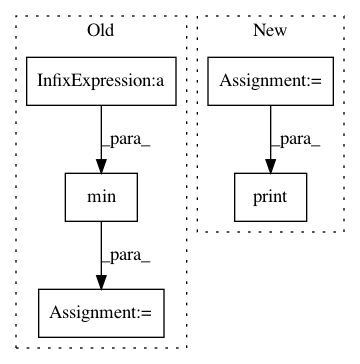 Old
New
InfixExpression:a
Assignment:=
_para_
_para_
min
print
_para_
Assignment:=